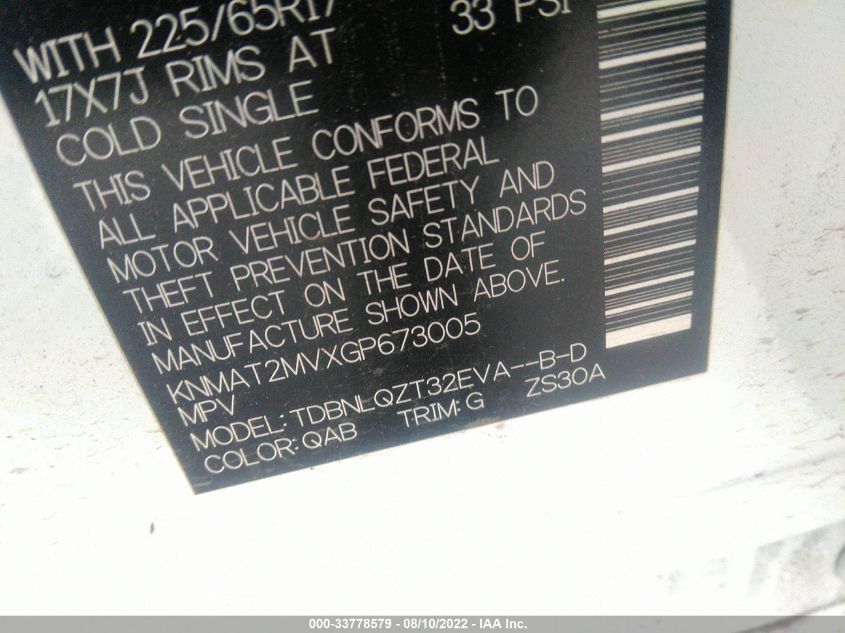 WITH 225/65R17 33 PSI
17X7J RIMS AT
COLD SINGLE
THIS VEHICLE CONFORMS TO
ALL APPLICABLE FEDERAL
MOTOR VEHICLE SAFETY AND
THEFT PREVENTION STANDARDS
IN EFFECT ON THE DATE OF
MANUFACTURE SHOWN ABOVE.
KNMAT2MVXGP673005
MPV
MODEL: TDBNLQZT32EVA--B-D
COLOR: QAB TRIM: G ZS30A
000-33778579 - 08/10/2022 - IAA Inc.